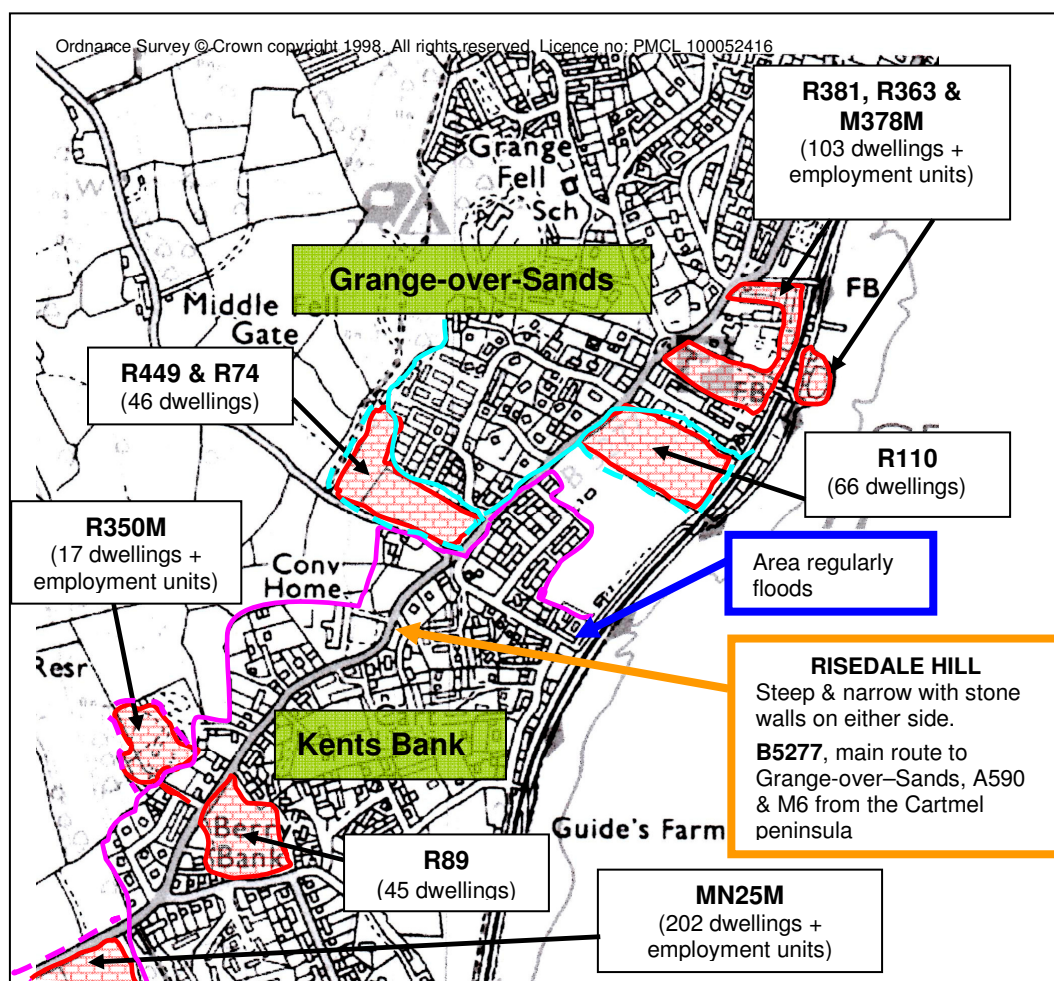 Ordnance Survey © Crown copyright 1998. All rights reserved. Licence no: PMCL 100052416
R381, R363 &
M378M
(103 dwellings +
employment units)
Grange
Fell
Sch
Grange-over-Sands
FB
Middle Fell
Gate
R449 & R74
(46 dwellings)
FB
R110
(66 dwellings)
R350M
(17 dwellings +
employment units)
Conv
Home
Area regularly
floods
Resr
RISEDALE HILL
Steep & narrow with stone
walls on either side.
B5277, main route to
Grange-over–Sands, A590
& M6 from the Cartmel
peninsula
Kents Bank
Guide's Farm
Berry
Bank
R89
(45 dwellings)
MN25M
(202 dwellings +
employment units)